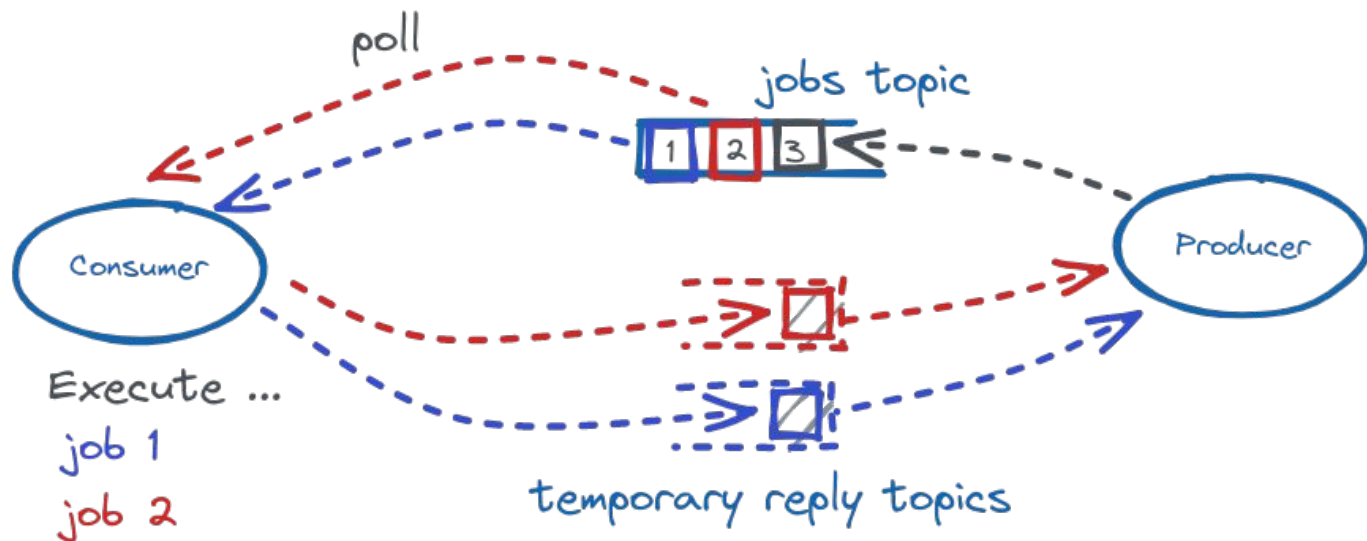 poll
jobs topic
1 2 3
Consumer
Producer
Execute ...
job 1
job 2
temporary reply topics